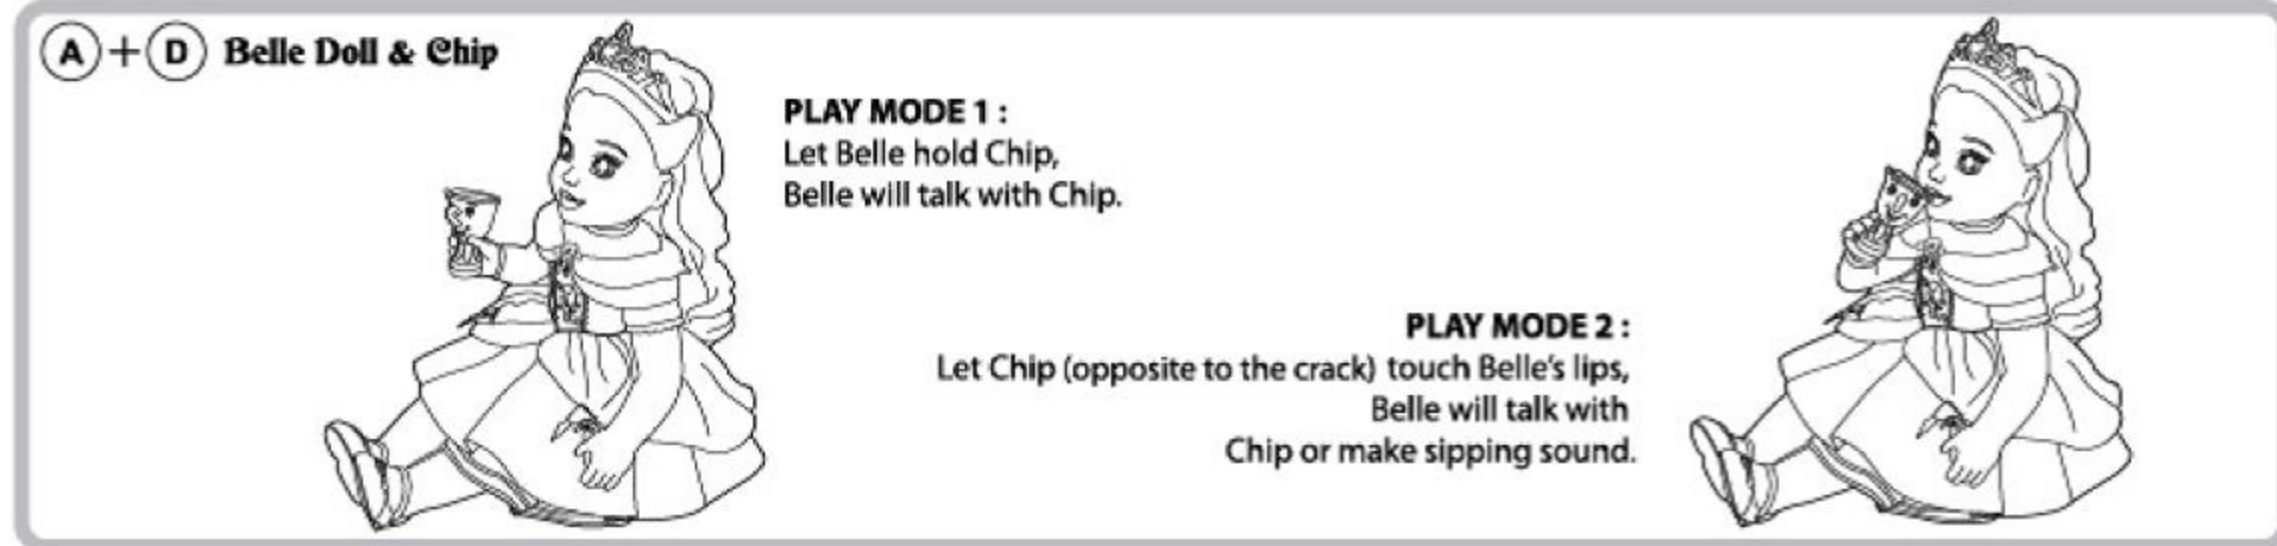 A + D Belle Doll & Chip
PLAY MODE 1 :
Let Belle hold Chip,
Belle will talk with Chip.
PLAY MODE 2 :
Let Chip (opposite to the crack) touch Belle's lips,
Belle will talk with
Chip or make sipping sound.